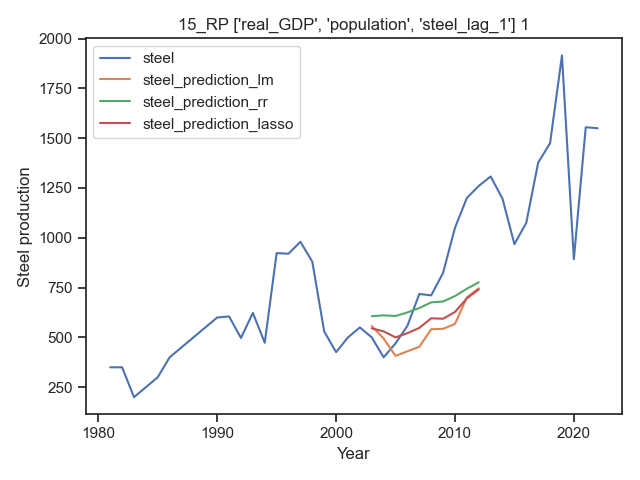 15_RP ['real_GDP', 'population', 'steel_lag_1'] 1
steel
steel_prediction_lm
steel_prediction_rr
steel_prediction_lasso
Steel production
2000
1750
1500
1250
1000
750
500
250
1980 1990 2000 2010 2020
Year